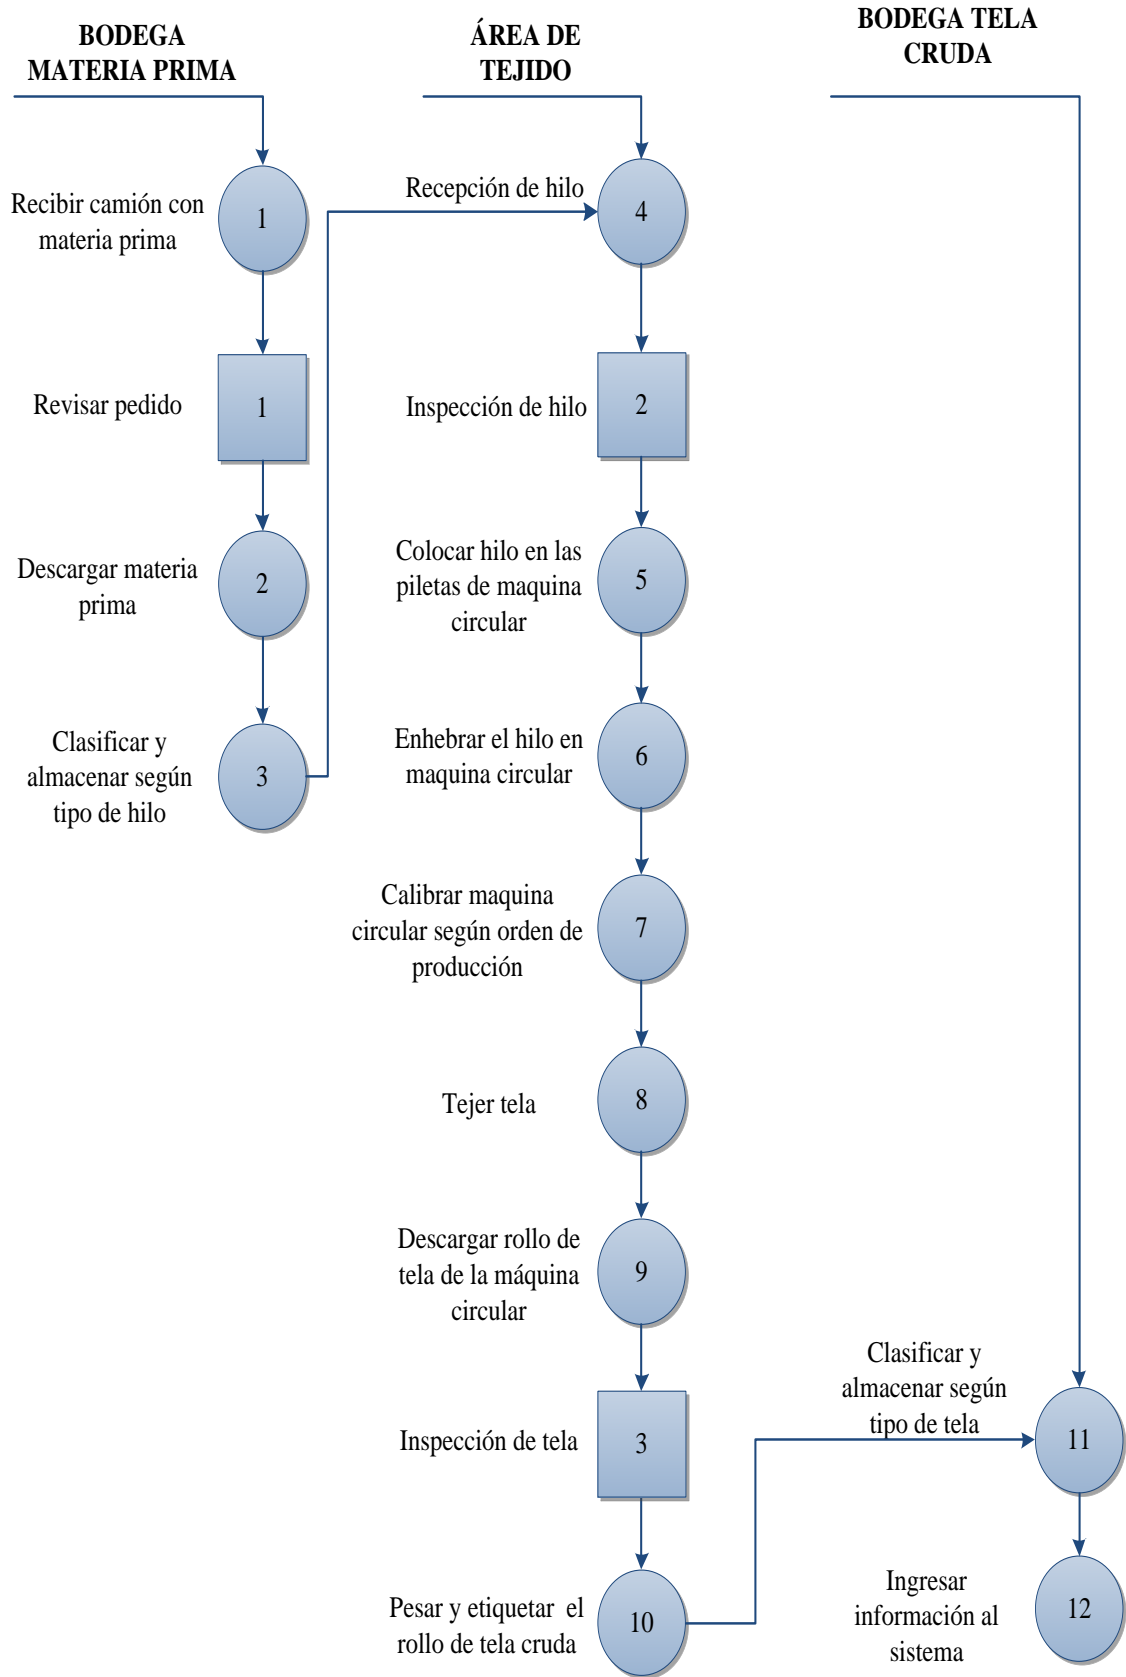 BODEGA
MATERIA PRIMA
Recibir camión con
materia prima
1
Revisar pedido
1
Descargar materia
prima
2
Clasificar y
almacenar según
tipo de hilo
3
ÁREA DE
TEJIDO
Recepción de hilo
4
Inspección de hilo
2
Colocar hilo en las
piletas de maquina
circular
5
Enhebrar el hilo en
maquina circular
6
Calibrar maquina
circular según orden de
producción
7
Tejer tela
8
Descargar rollo de
tela de la máquina
circular
9
Inspección de tela
3
Pesar y etiquetar el
rollo de tela cruda
10
BODEGA TELA
CRUDA
Clasificar y
almacenar según
tipo de tela
11
Ingresar
información al
sistema
12